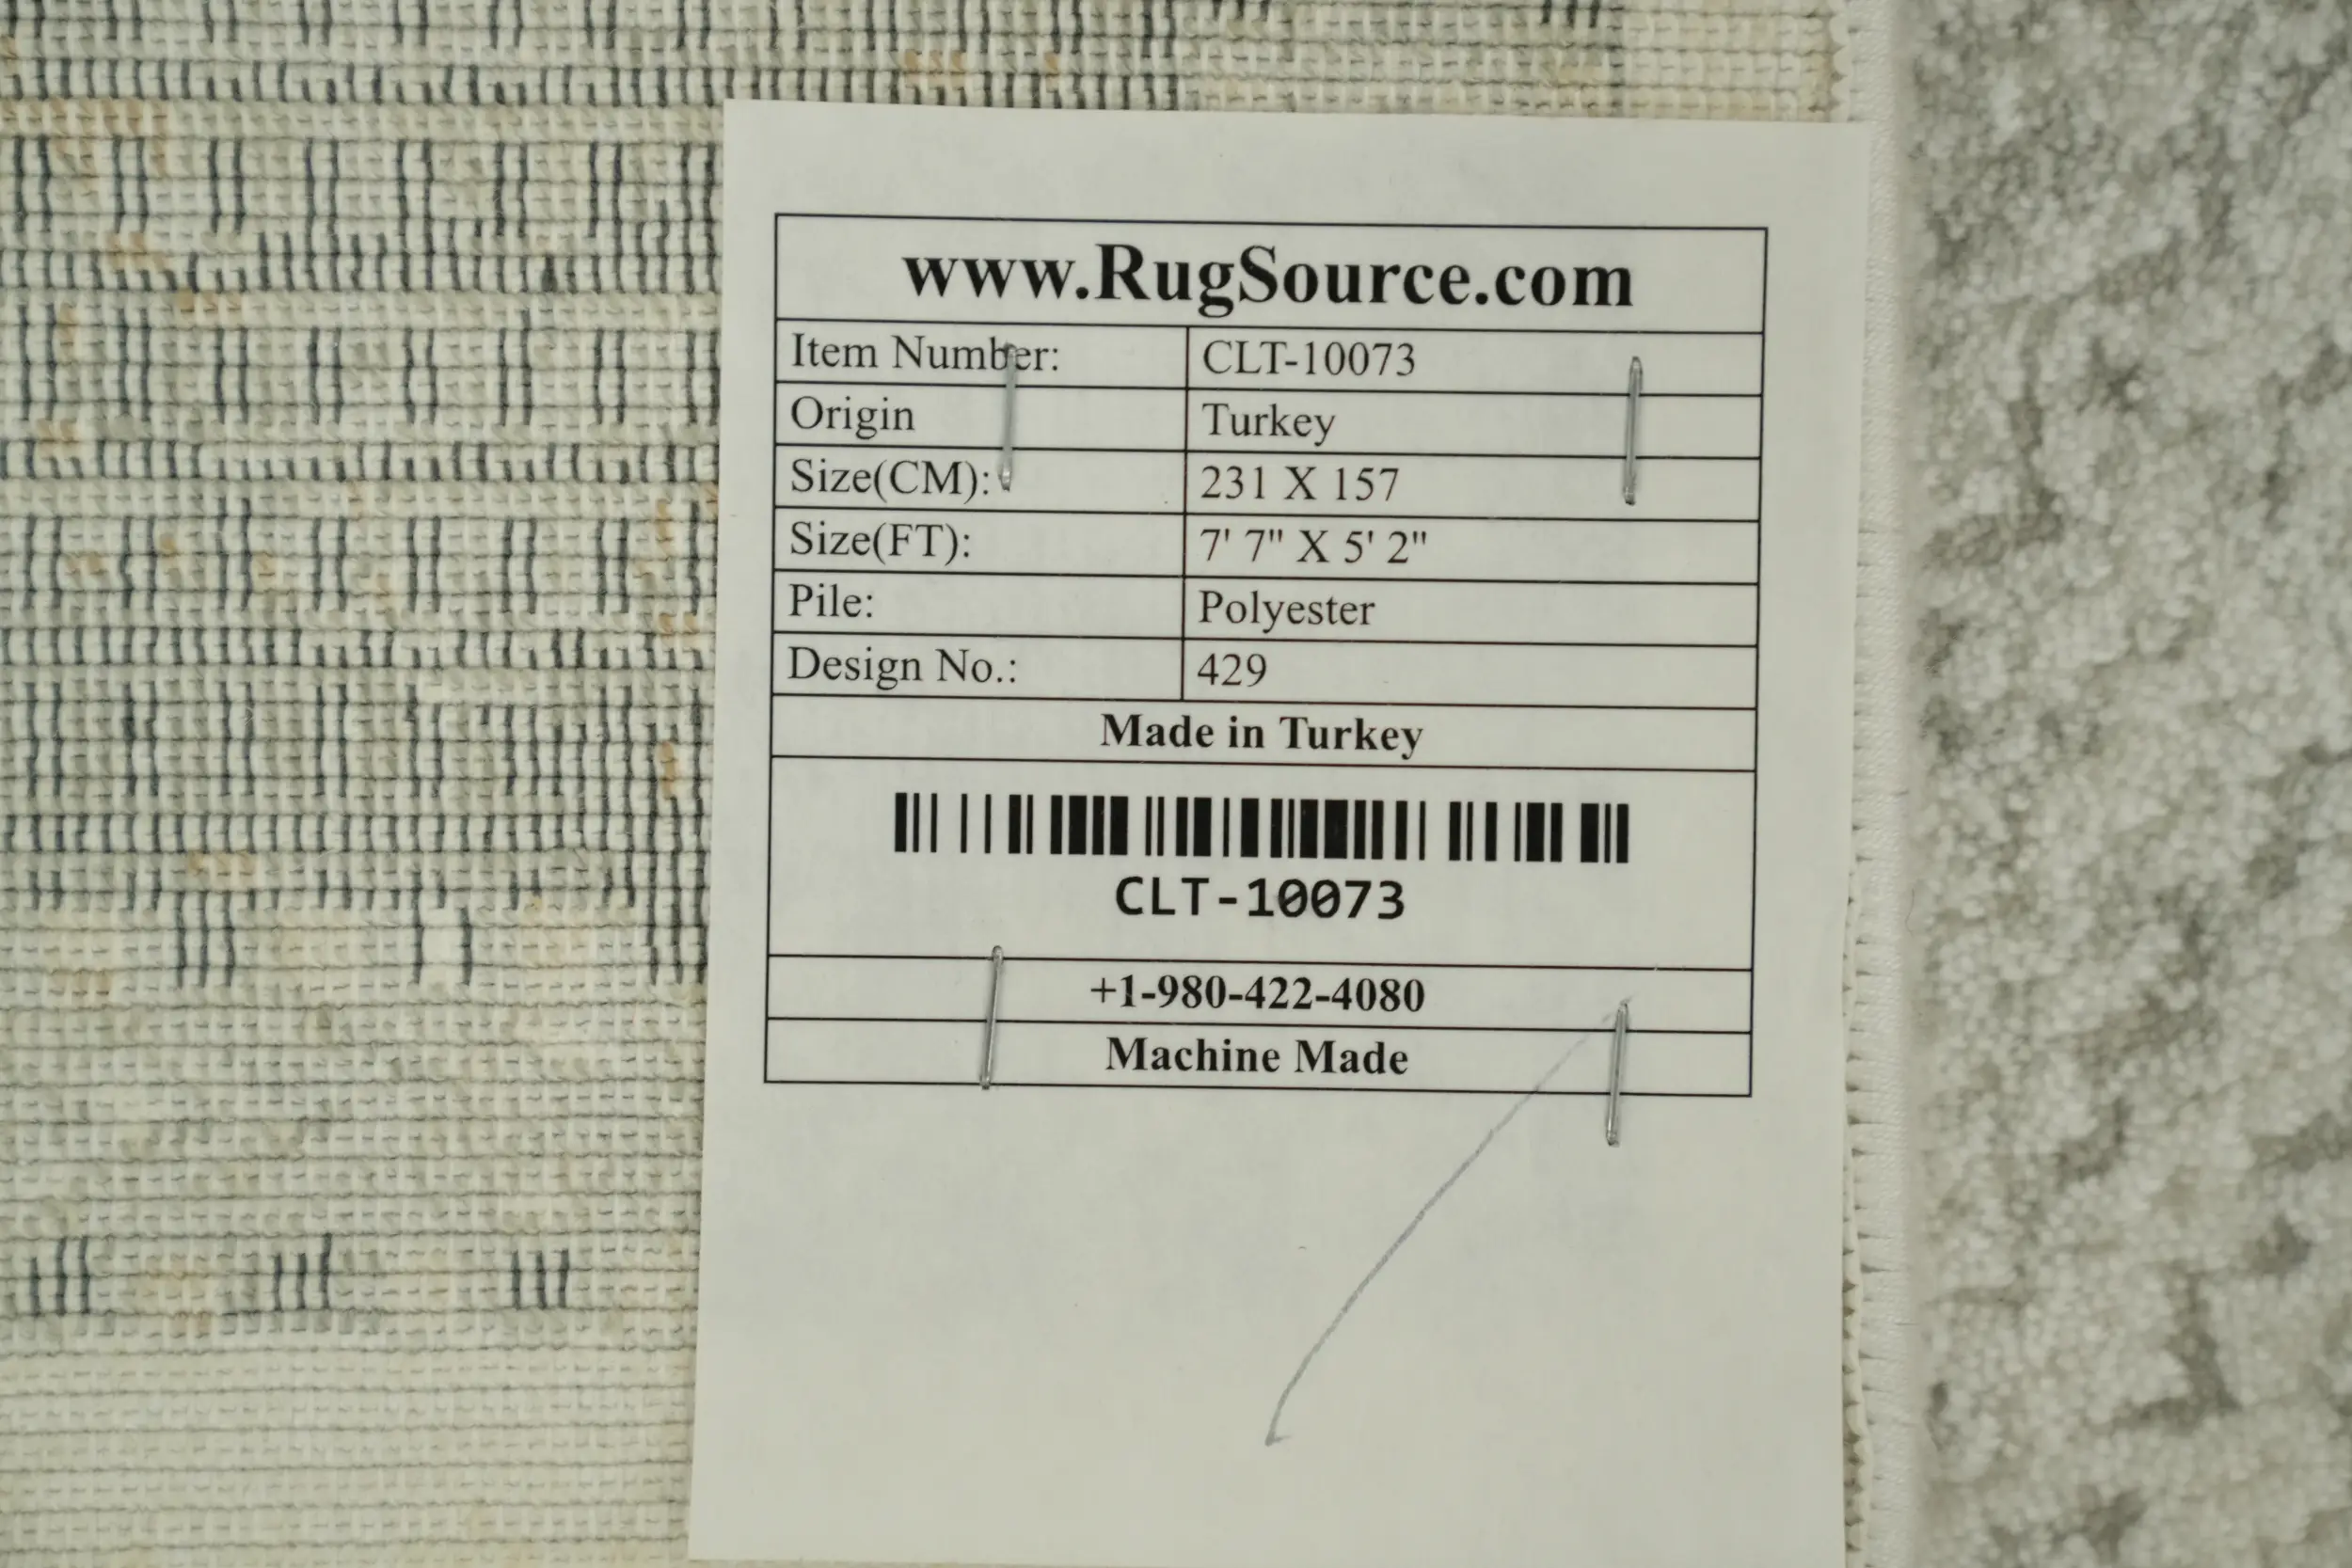 www.RugSource.com
Item Number: CLT-10073
Origin Turkey
Size(CM): 231 X 157
Size(FT): 7' 7" X 5' 2"
Pile: Polyester
Design No.: 429
Made in Turkey
CLT-10073
+1-980-422-4080
Machine Made